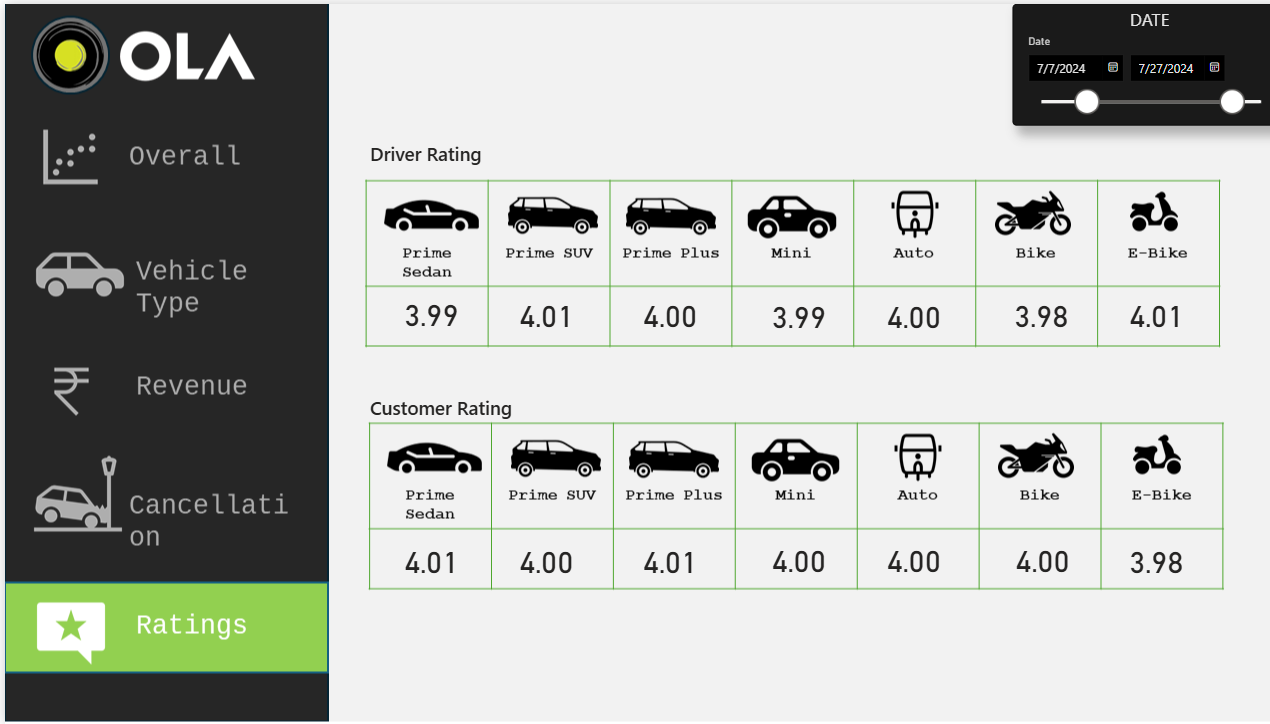 OLA
DATE
Date
7/7/2024 7/27/2024
Overall
Vehicle
Type
Revenue
Cancellati
on
Ratings
Driver Rating
Prime
Sedan
Prime SUV
Prime Plus
Mini
Auto
Bike
E-Bike
3.99 4.01 4.00 3.99 4.00 3.98 4.01
Customer Rating
Prime
Sedan
Prime SUV
Prime Plus
Mini
Auto
Bike
E-Bike
4.01 4.00 4.01 4.00 4.00 4.00 3.98